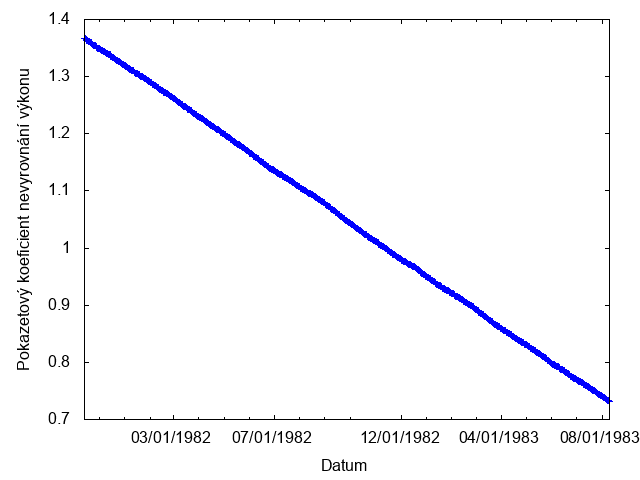 1.4
1.3
1.2
1.1
1
0.9
0.8
0.7
Pokazetový koeficient nevyrovnání výkonu
03/01/1982 07/01/1982 12/01/1982 04/01/1983 08/01/1983
Datum